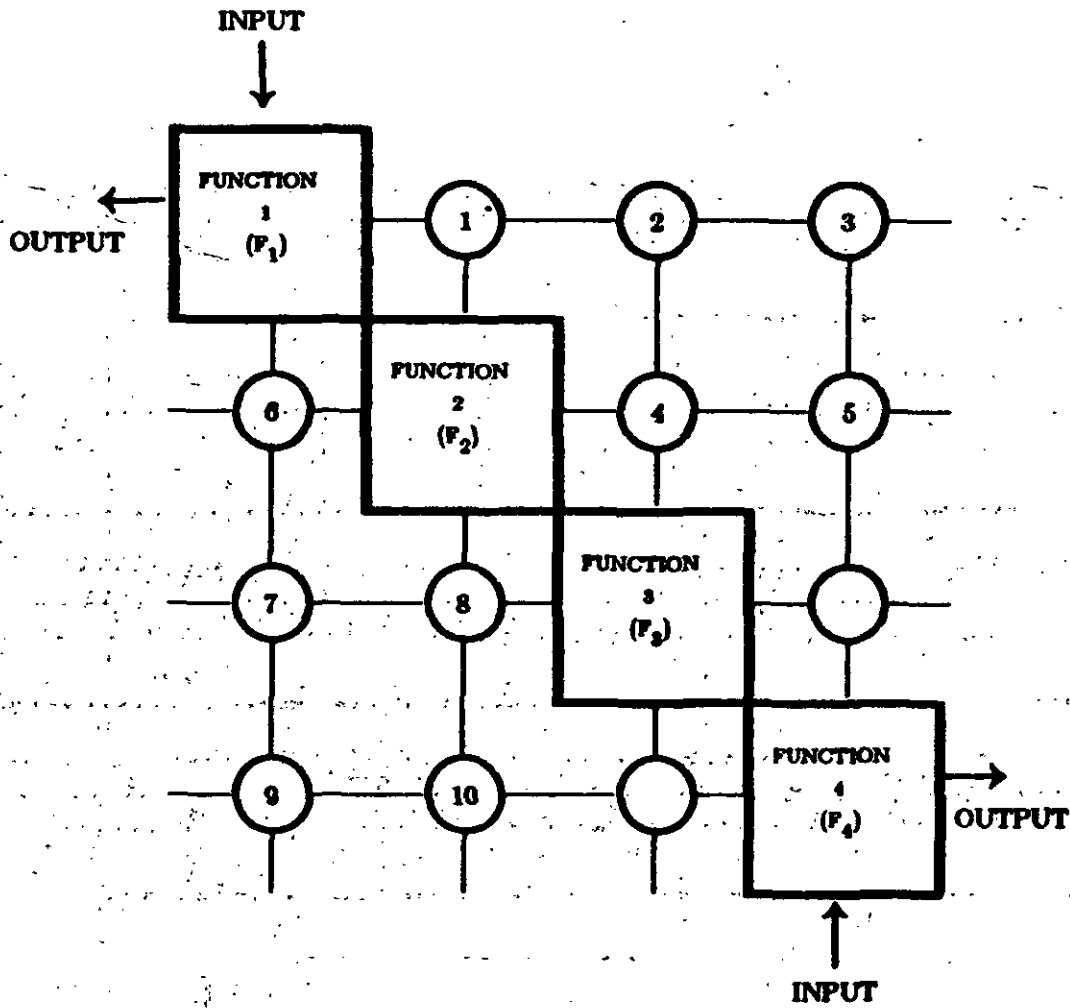 INPUT
FUNCTION
1
(F₁)
OUTPUT
1
2
3
FUNCTION
2
(F₂)
6
4
5
FUNCTION
3
(F₃)
7
8
FUNCTION
4
(F₄)
9
10
OUTPUT
INPUT